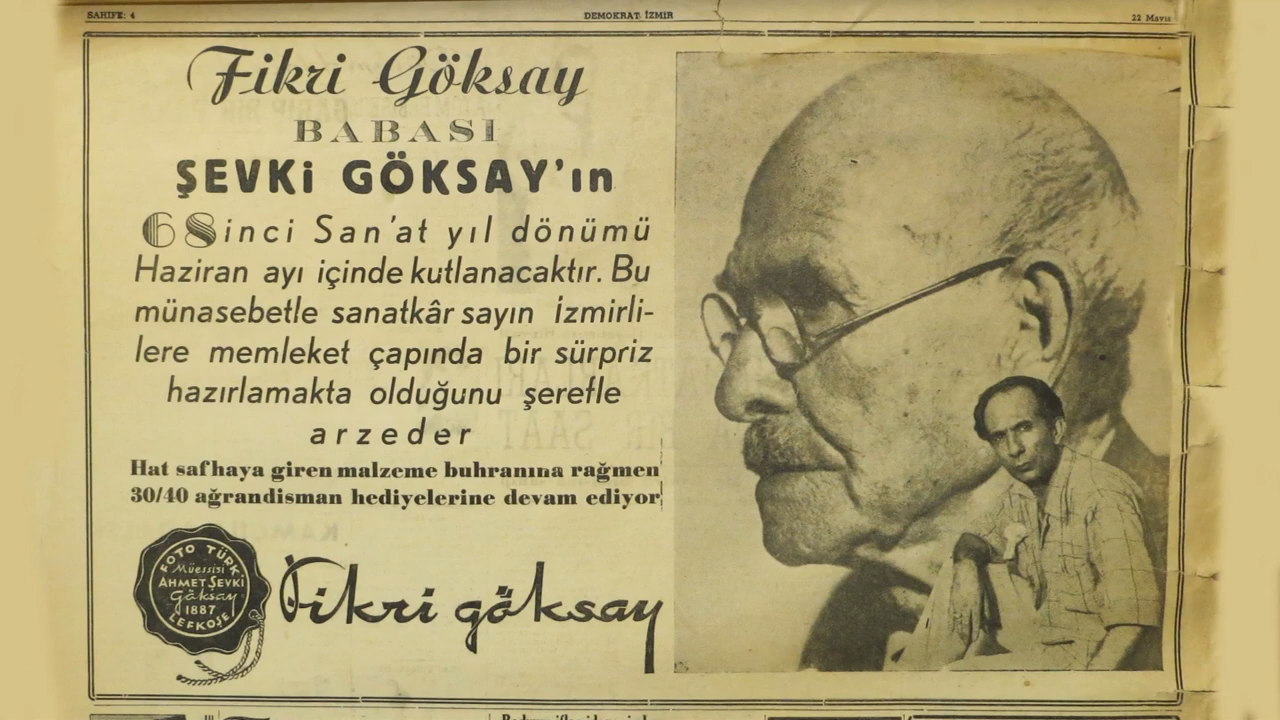 SAHIFE: 4
DEMOKRAT İZMİR
22 Mayıs
Fikri Göksay
BABASI
ŞEVKİ GÖKSAY'ın
68inci San'at yıl dönümü
Haziran ayı içinde kutlanacaktır. Bu
münasebetle sanatkâr sayın İzmirli-
lere memleket çapında bir sürpriz
hazırlamakta olduğunu şerefle
arzeder
Hat safhaya giren malzeme buhranına rağmen
30/40 ağrandisman hediyelerine devam ediyor
FOTO TÜRK
Müessisi
AHMET ŞEVKİ
Göksay
1887
LEFKOŞE
Fikri göksay